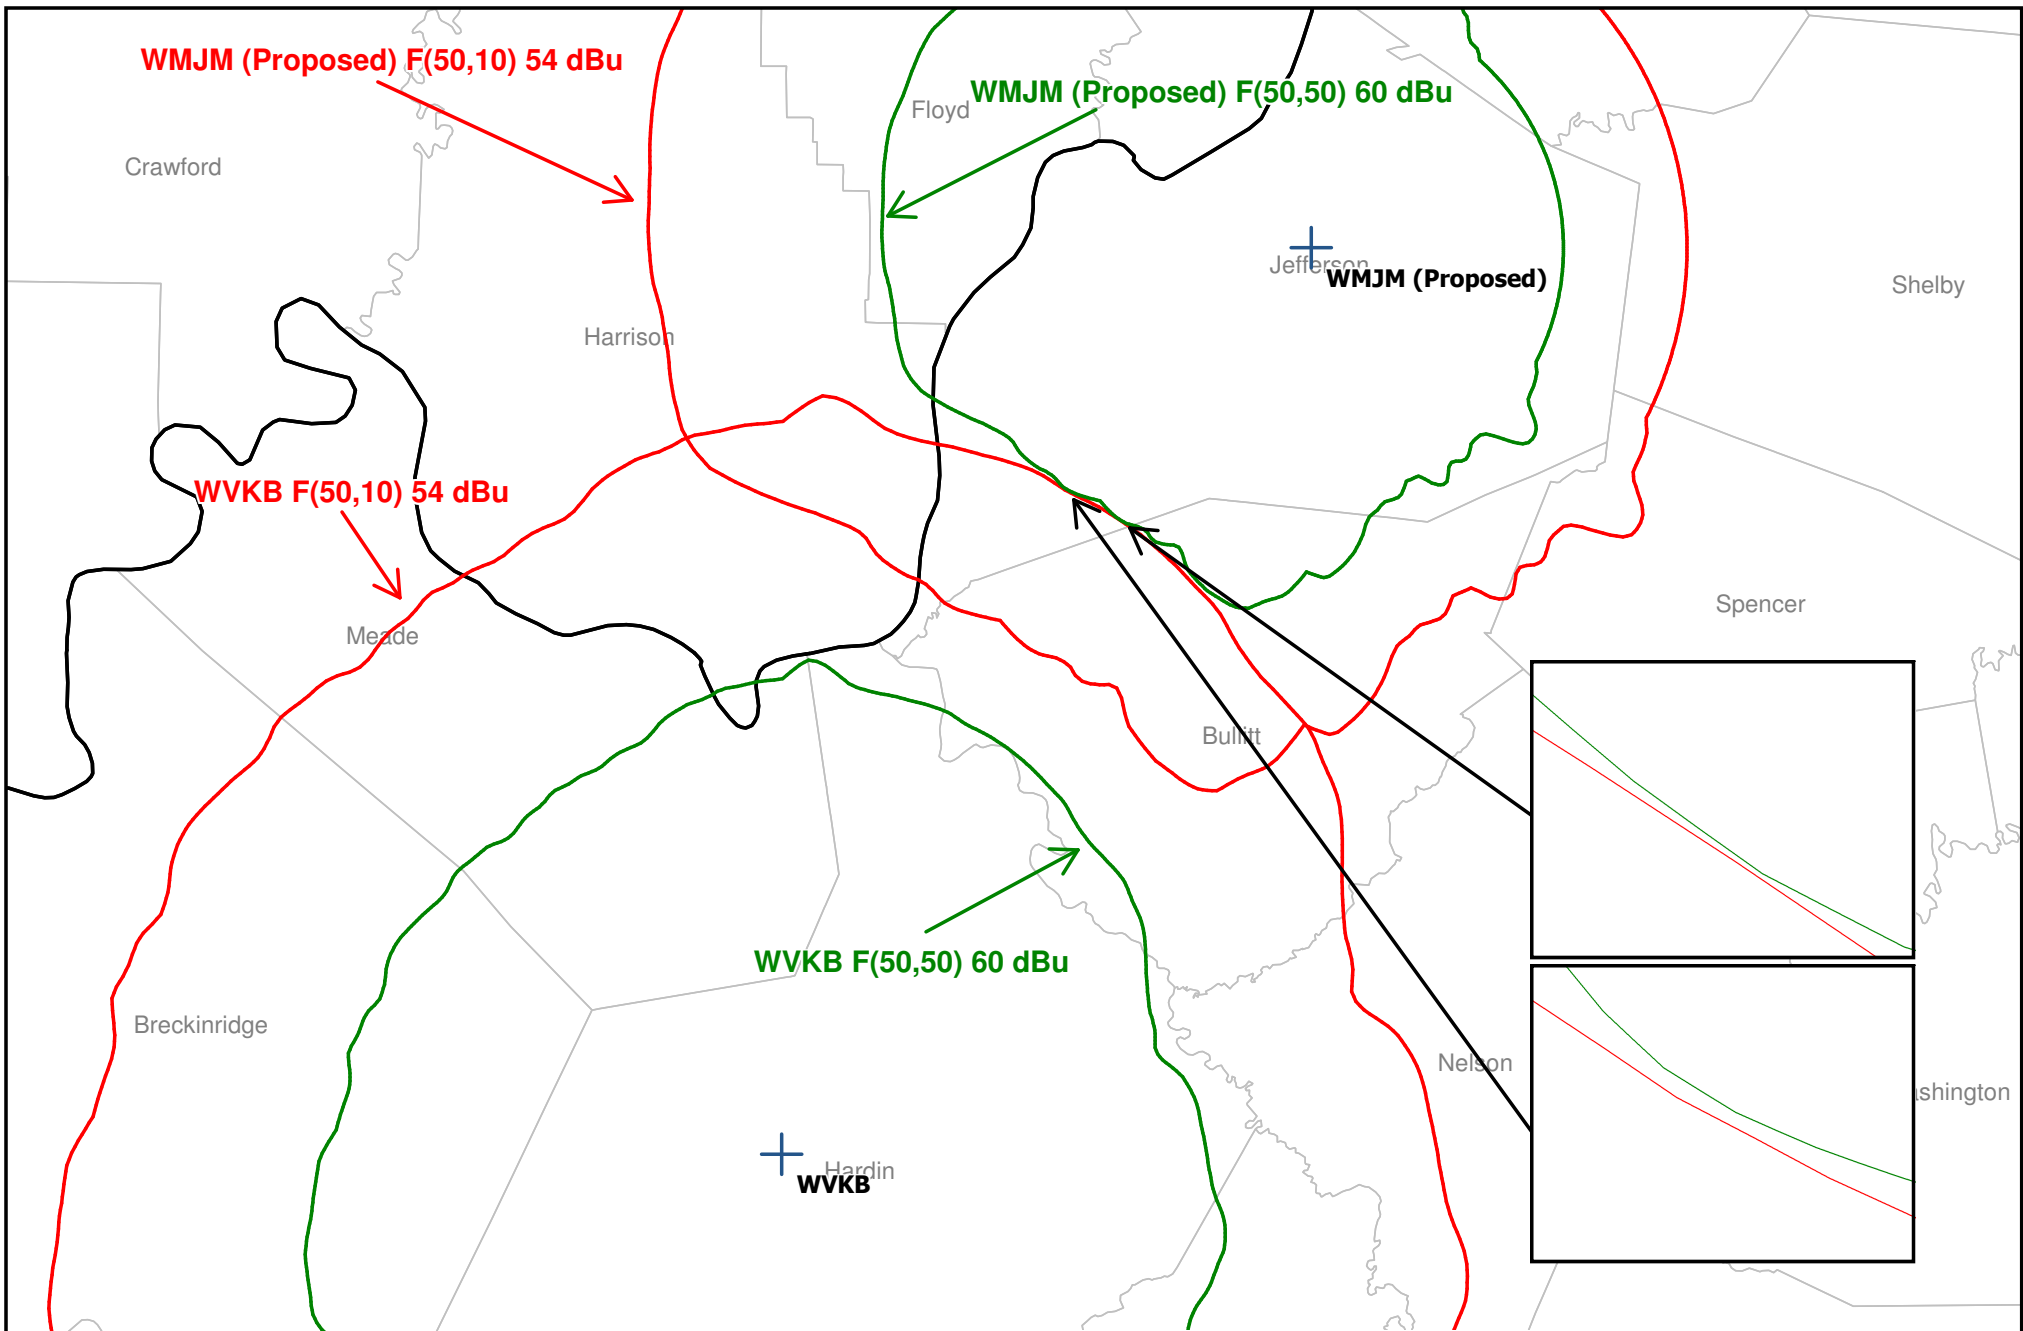 WMJM (Proposed) F(50,10) 54 dBu
WMJM (Proposed) F(50,50) 60 dBu
Floyd
Crawford
Jefferson
WMJM (Proposed)
Shelby
Harrison
WVKB F(50,10) 54 dBu
Spencer
Meade
Bullitt
WVKB F(50,50) 60 dBu
Breckinridge
Nelson
shington
Hardin
WVKB